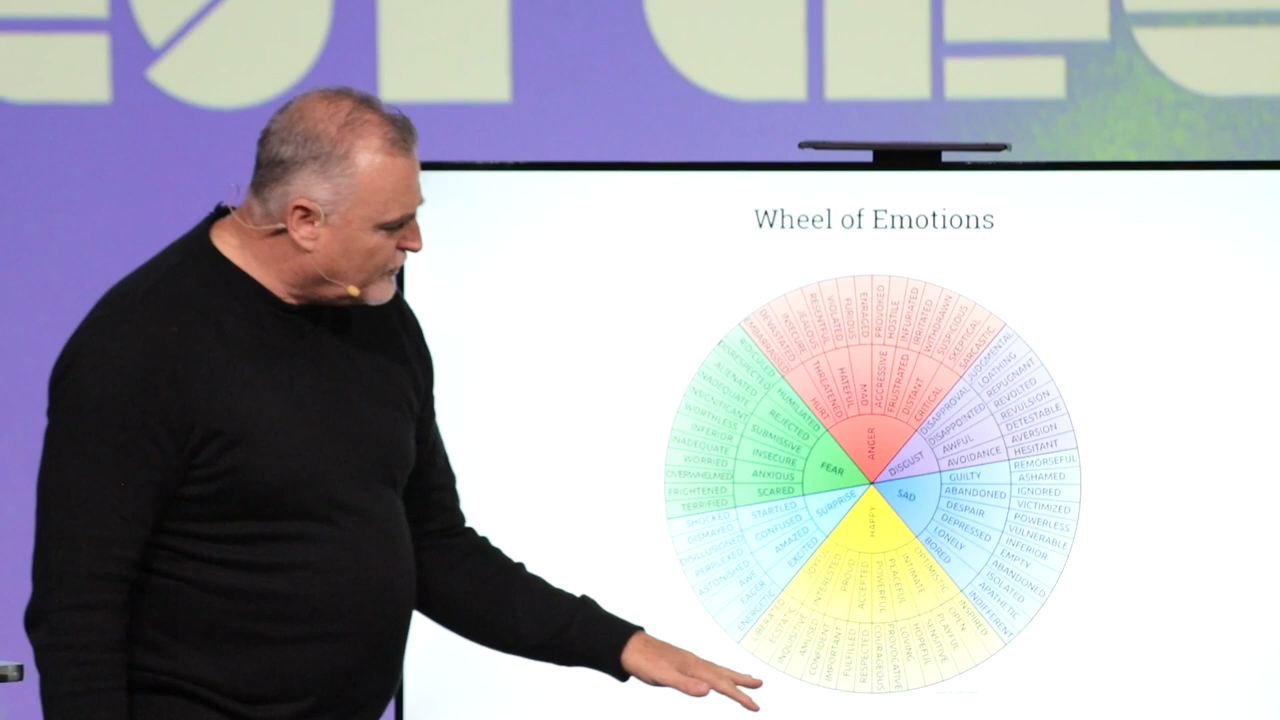 Wheel of Emotions
ANGER
HURT
THREATENED
HATEFUL
MAD
AGGRESSIVE
FRUSTRATED
DISTANT
CRITICAL
EMBARRASSED
DEVASTATED
INSECURE
JEALOUS
RESENTFUL
VIOLATED
FURIOUS
ENRAGED
PROVOKED
HOSTILE
INFURIATED
IRRITATED
WITHDRAWN
SUSPICIOUS
SKEPTICAL
SARCASTIC
DISGUST
DISAPPROVAL
DISAPPOINTED
AWFUL
AVOIDANCE
JUDGMENTAL
LOATHING
REPUGNANT
REVOLTED
REVULSION
DETESTABLE
AVERSION
HESITANT
SAD
GUILTY
ABANDONED
DESPAIR
DEPRESSED
LONELY
BORED
REMORSEFUL
ASHAMED
IGNORED
VICTIMIZED
POWERLESS
VULNERABLE
INFERIOR
EMPTY
ABANDONED
ISOLATED
APATHETIC
INDIFFERENT
HAPPY
OPTIMISTIC
INTIMATE
PEACEFUL
POWERFUL
ACCEPTED
PROUD
INTERESTED
JOYFUL
INSPIRED
OPEN
PLAYFUL
SENSITIVE
HOPEFUL
LOVING
PROVOCATIVE
COURAGEOUS
RESPECTED
FULFILLED
IMPORTANT
CONFIDENT
AMUSED
INQUISITIVE
ECSTATIC
LIBERATED
SURPRISE
EXCITED
AMAZED
CONFUSED
STARTLED
ENERGETIC
EAGER
AWE
ASTONISHED
PERPLEXED
DISILLUSIONED
DISMAYED
SHOCKED
FEAR
SCARED
ANXIOUS
INSECURE
SUBMISSIVE
REJECTED
HUMILIATED
TERRIFIED
FRIGHTENED
OVERWHELMED
WORRIED
INADEQUATE
INFERIOR
WORTHLESS
INSIGNIFICANT
INADEQUATE
ALIENATED
DISRESPECTED
RIDICULED